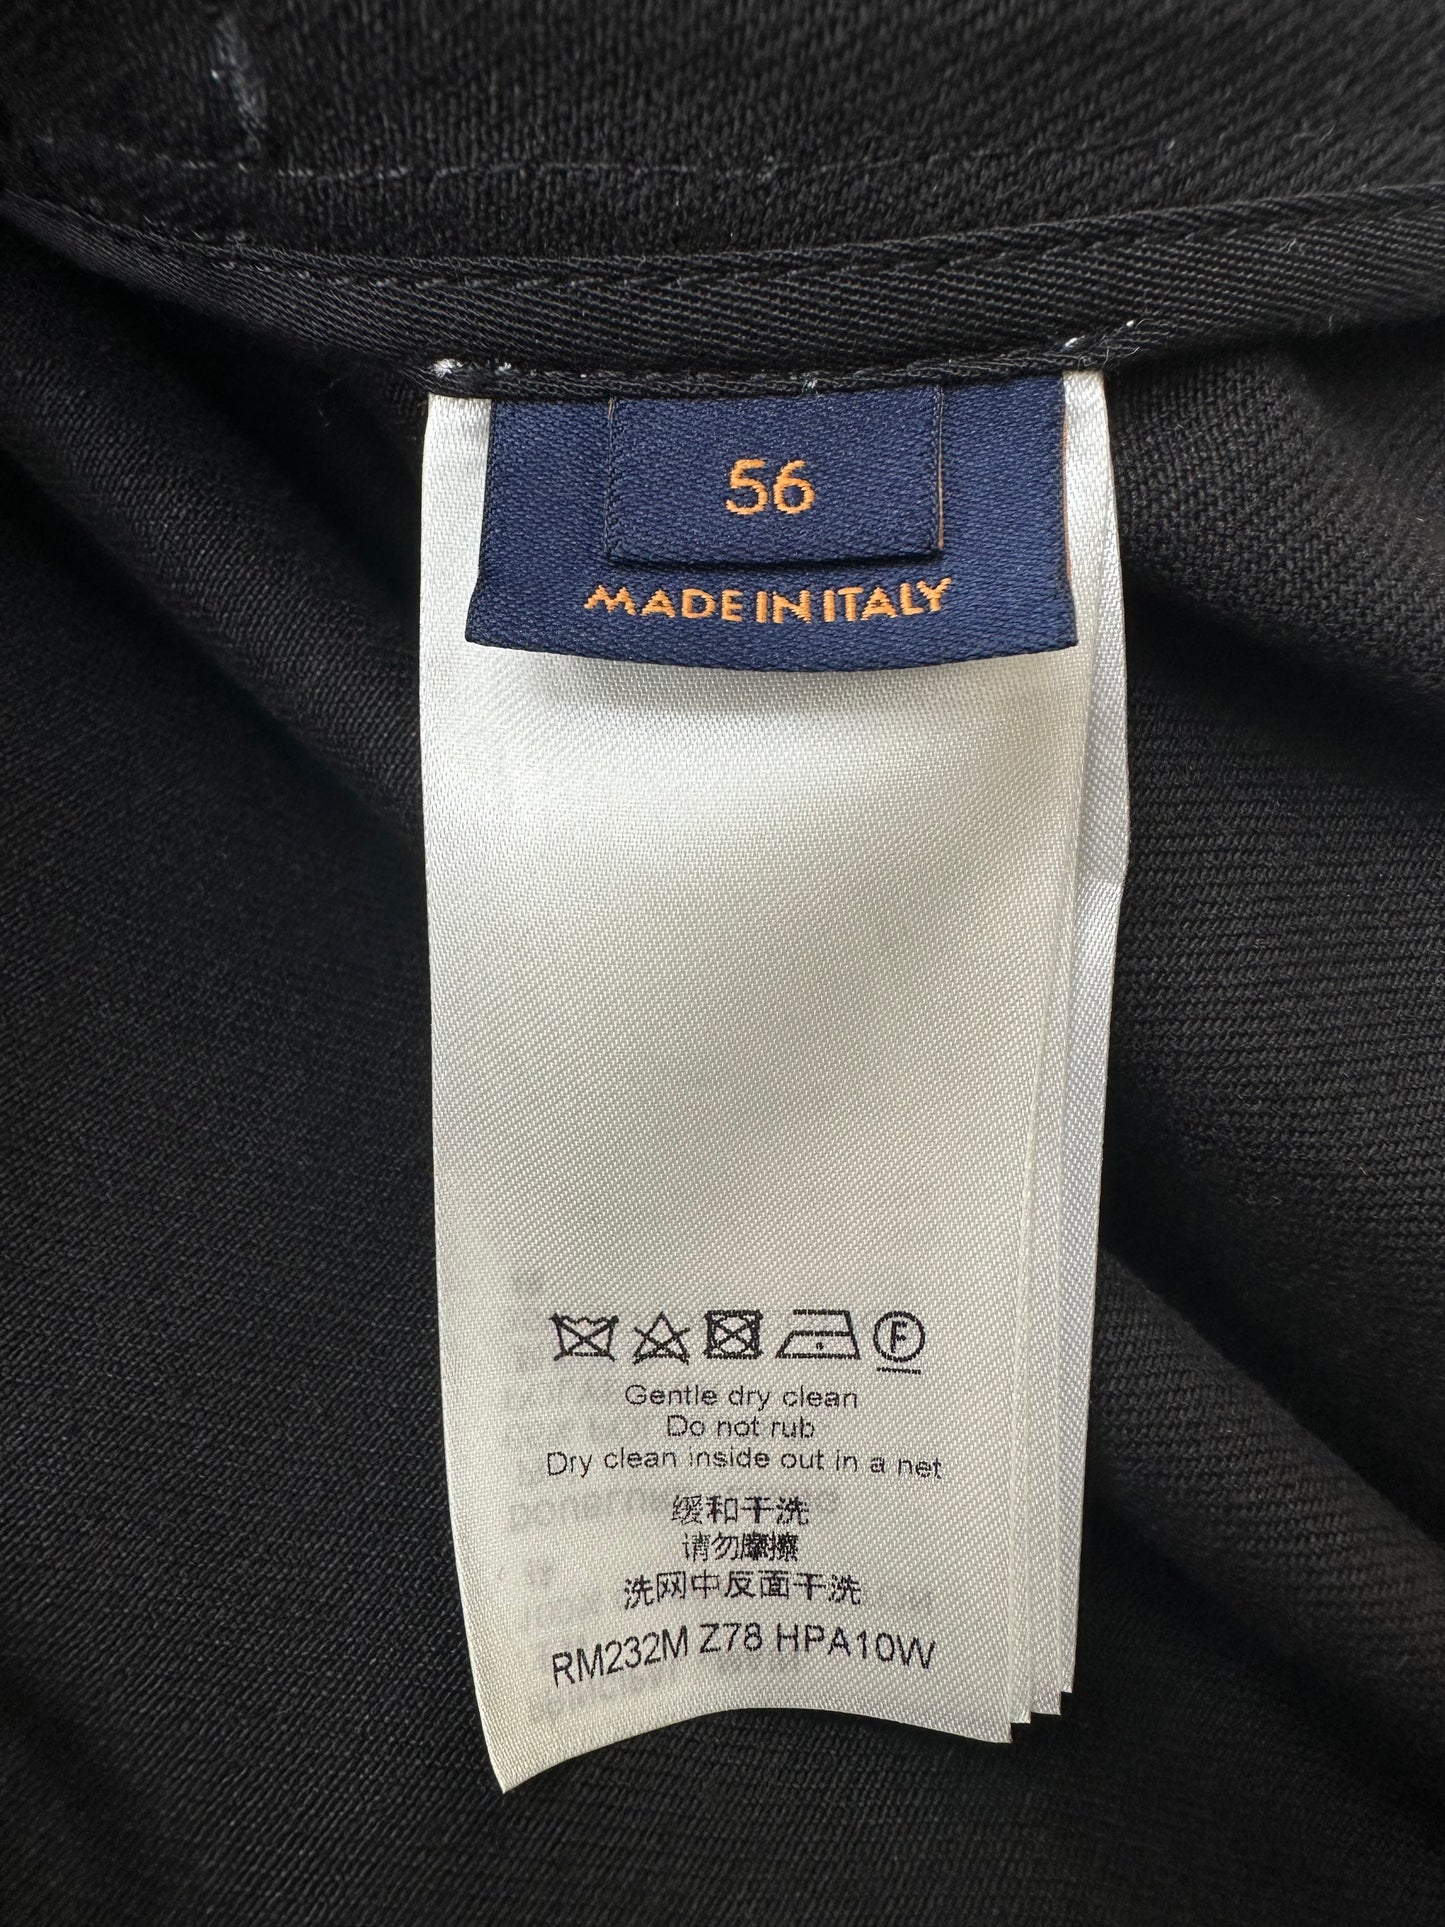 56
MADE IN ITALY
F
Gentle dry clean
Do not rub
Dry clean inside out in a net
缓和干洗
请勿摩擦
洗网中反面干洗
RM232M Z78 HPA10W